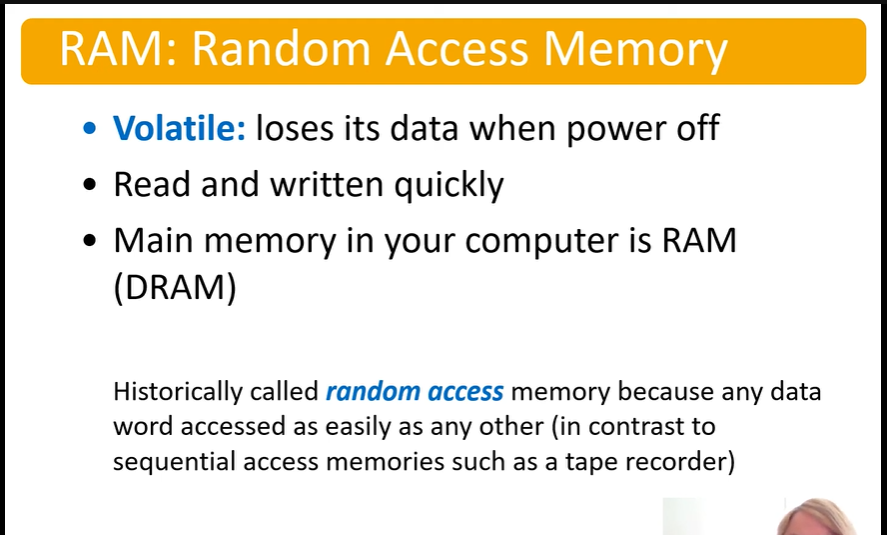 RAM: Random Access Memory
• Volatile: loses its data when power off
• Read and written quickly
• Main memory in your computer is RAM
(DRAM)
Historically called random access memory because any data
word accessed as easily as any other (in contrast to
sequential access memories such as a tape recorder)